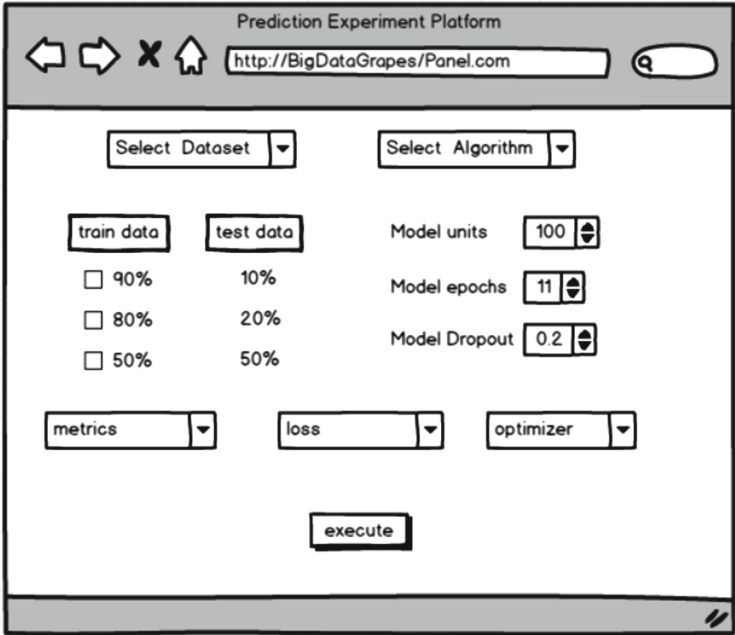 Prediction Experiment Platform
http://BigDataGrapes/Panel.com
Select Dataset
Select Algorithm
train data
test data
Model units
100
90%
10%
Model epochs
11
80%
20%
Model Dropout
0.2
50%
50%
metrics
loss
optimizer
execute